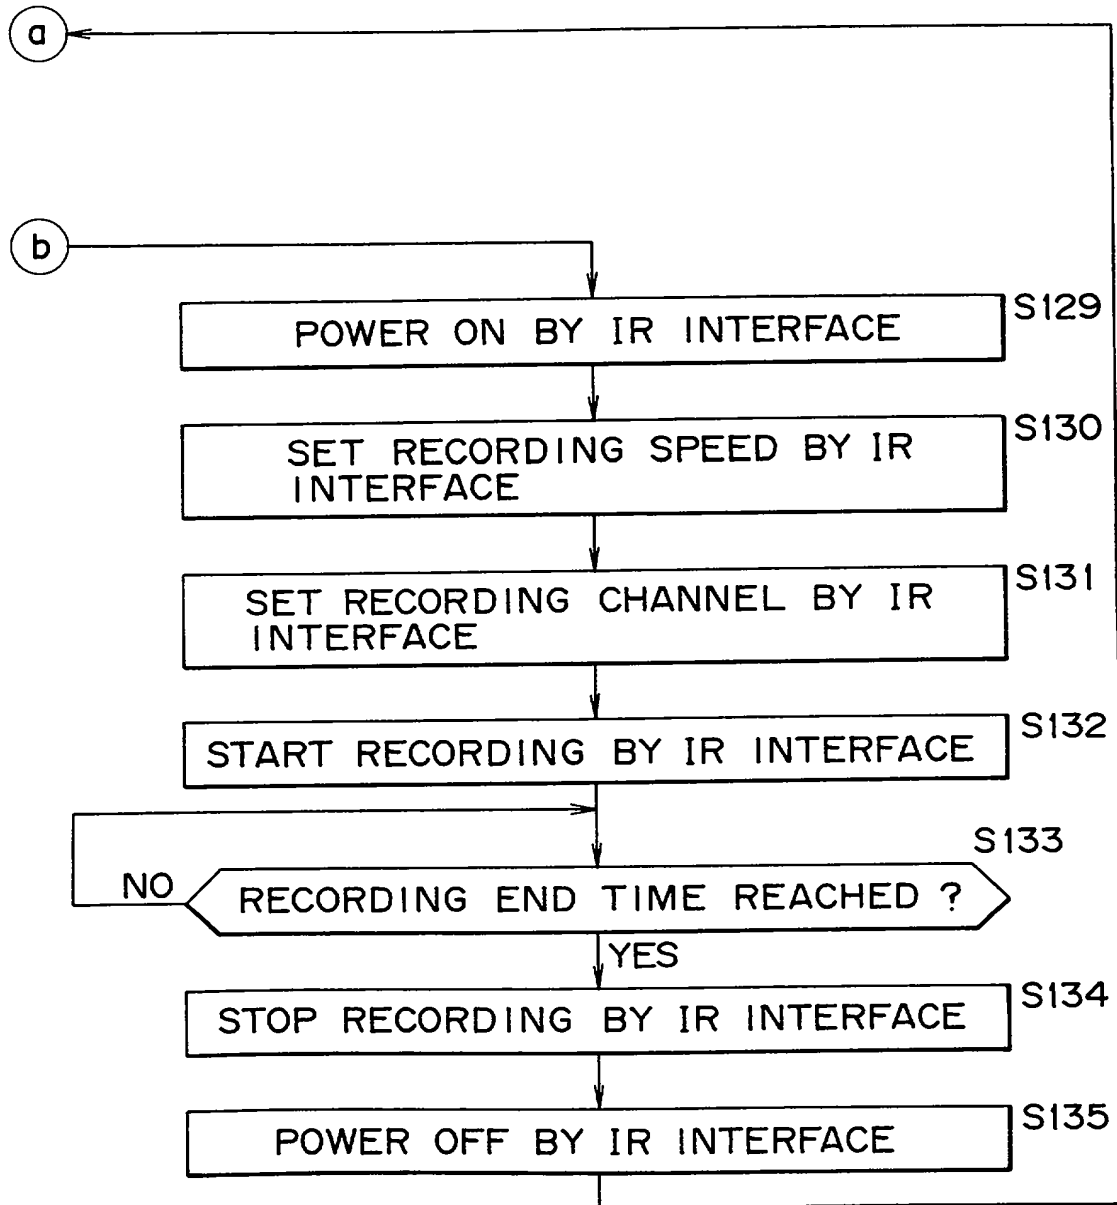 a
b
POWER ON BY IR INTERFACE
S129
SET RECORDING SPEED BY IR
INTERFACE
S130
SET RECORDING CHANNEL BY IR
INTERFACE
S131
START RECORDING BY IR INTERFACE
S132
S133
NO
RECORDING END TIME REACHED ?
YES
STOP RECORDING BY IR INTERFACE
S134
POWER OFF BY IR INTERFACE
S135